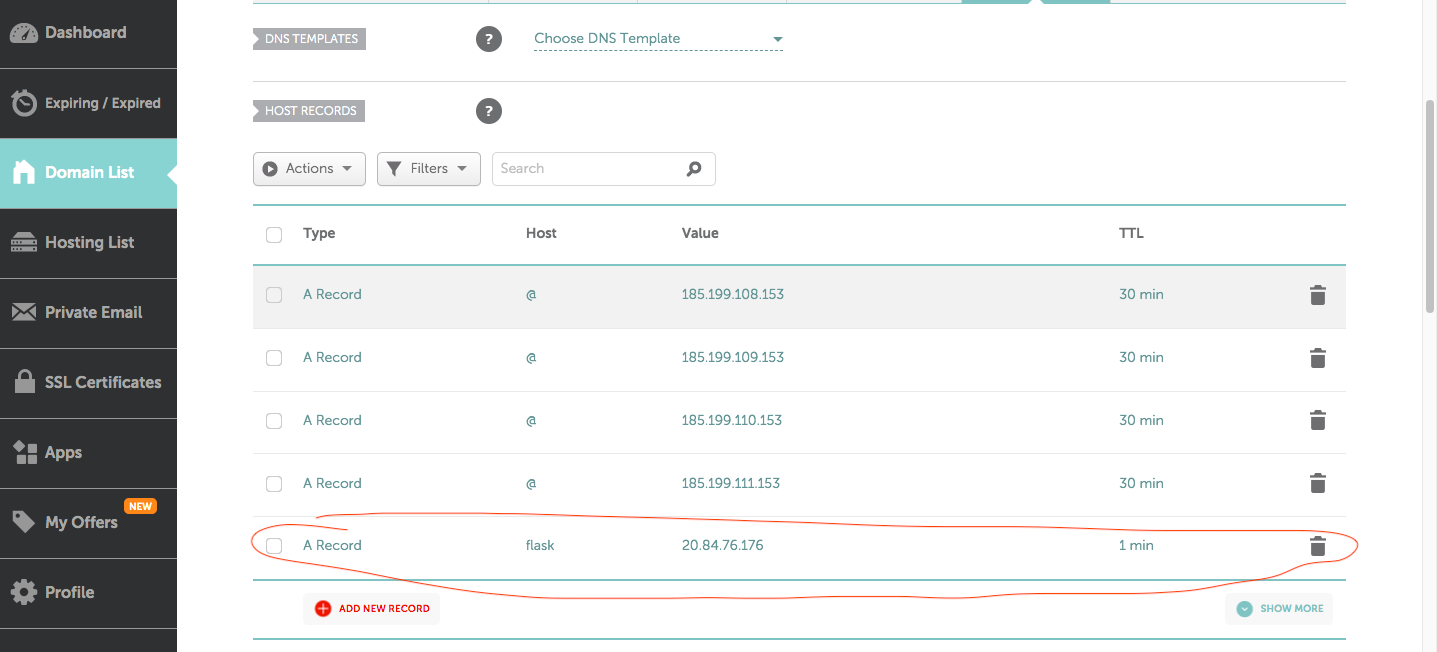 Dashboard
Expiring / Expired
Domain List
Hosting List
Private Email
SSL Certificates
Apps
NEW
My Offers
Profile
DNS TEMPLATES ? Choose DNS Template
HOST RECORDS ?
Actions Filters Search
Type Host Value TTL
A Record @ 185.199.108.153 30 min
A Record @ 185.199.109.153 30 min
A Record @ 185.199.110.153 30 min
A Record @ 185.199.111.153 30 min
A Record flask 20.84.76.176 1 min
ADD NEW RECORD SHOW MORE